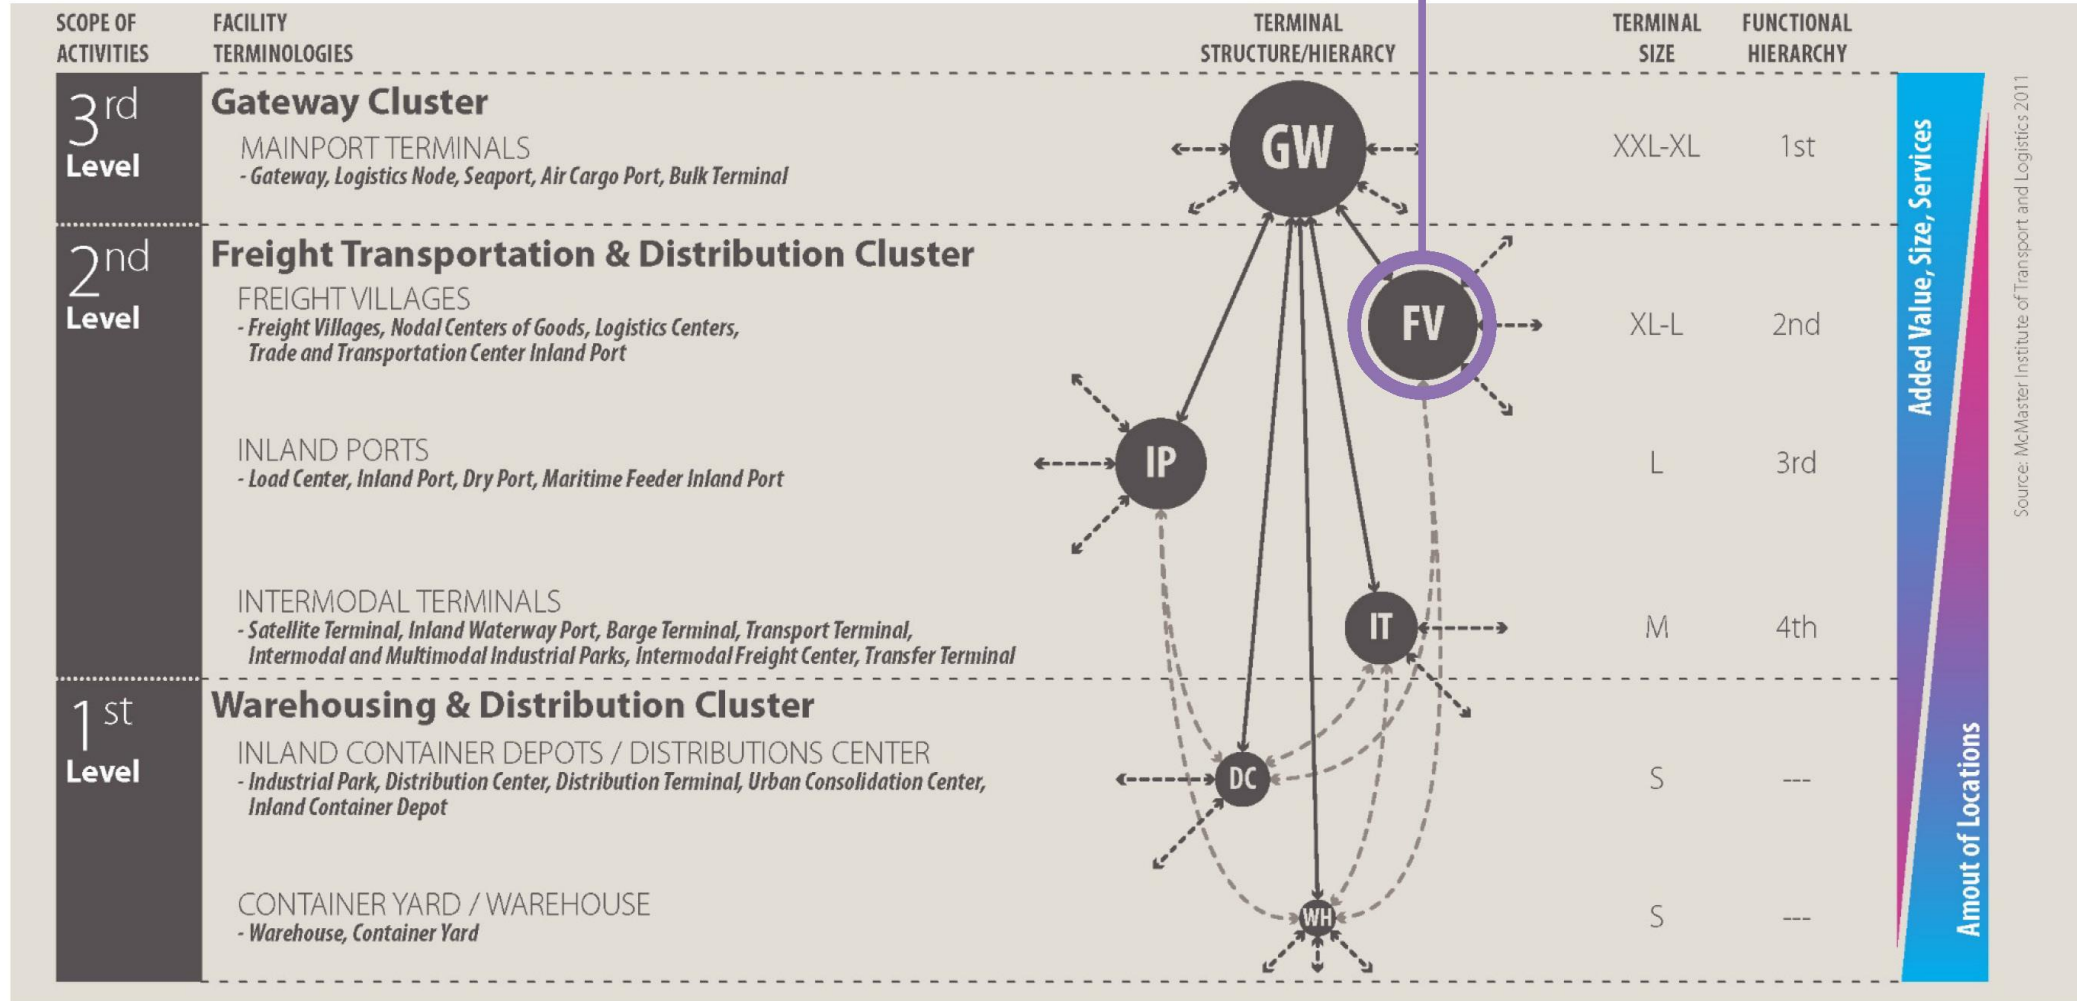 SCOPE OF
ACTIVITIES
FACILITY
TERMINOLOGIES
TERMINAL
STRUCTURE/HIERARCY
TERMINAL
SIZE
FUNCTIONAL
HIERARCHY
3rd
Level
Gateway Cluster
MAINPORT TERMINALS
- Gateway, Logistics Node, Seaport, Air Cargo Port, Bulk Terminal
GW
XXL-XL
1st
2nd
Level
Freight Transportation & Distribution Cluster
FREIGHT VILLAGES
- Freight Villages, Nodal Centers of Goods, Logistics Centers,
Trade and Transportation Center Inland Port
FV
XL-L
2nd
INLAND PORTS
- Load Center, Inland Port, Dry Port, Maritime Feeder Inland Port
IP
L
3rd
INTERMODAL TERMINALS
- Satellite Terminal, Inland Waterway Port, Barge Terminal, Transport Terminal,
Intermodal and Multimodal Industrial Parks, Intermodal Freight Center, Transfer Terminal
IT
M
4th
1st
Level
Warehousing & Distribution Cluster
INLAND CONTAINER DEPOTS / DISTRIBUTIONS CENTER
- Industrial Park, Distribution Center, Distribution Terminal, Urban Consolidation Center,
Inland Container Depot
DC
S
---
CONTAINER YARD / WAREHOUSE
- Warehouse, Container Yard
WH
S
---
Added Value, Size, Services
Amout of Locations
Source: McMaster Institute of Transport and Logistics 2011